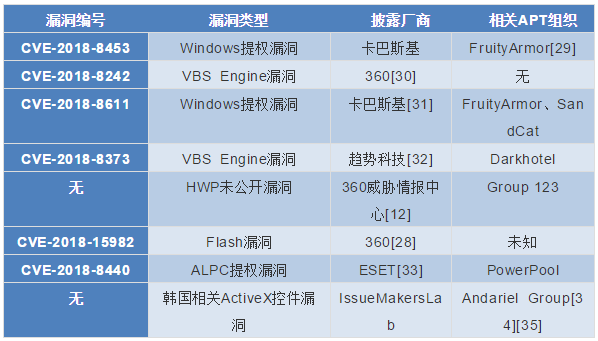 漏洞编号 漏洞类型 披露厂商 相关APT组织
CVE-2018-8453 Windows提权漏洞 卡巴斯基 FruityArmor[29]
CVE-2018-8242 VBS Engine漏洞 360[30] 无
CVE-2018-8611 Windows提权漏洞 卡巴斯基[31] FruityArmor、San
dCat
CVE-2018-8373 VBS Engine漏洞 趋势科技[32] Darkhotel
无 HWP未公开漏洞 360威胁情报中 Group 123
心[12]
CVE-2018-15982 Flash漏洞 360[28] 未知
CVE-2018-8440 ALPC提权漏洞 ESET[33] PowerPool
无 韩国相关ActiveX控件漏 IssueMakersLa Andariel Group[3
洞 b 4][35]